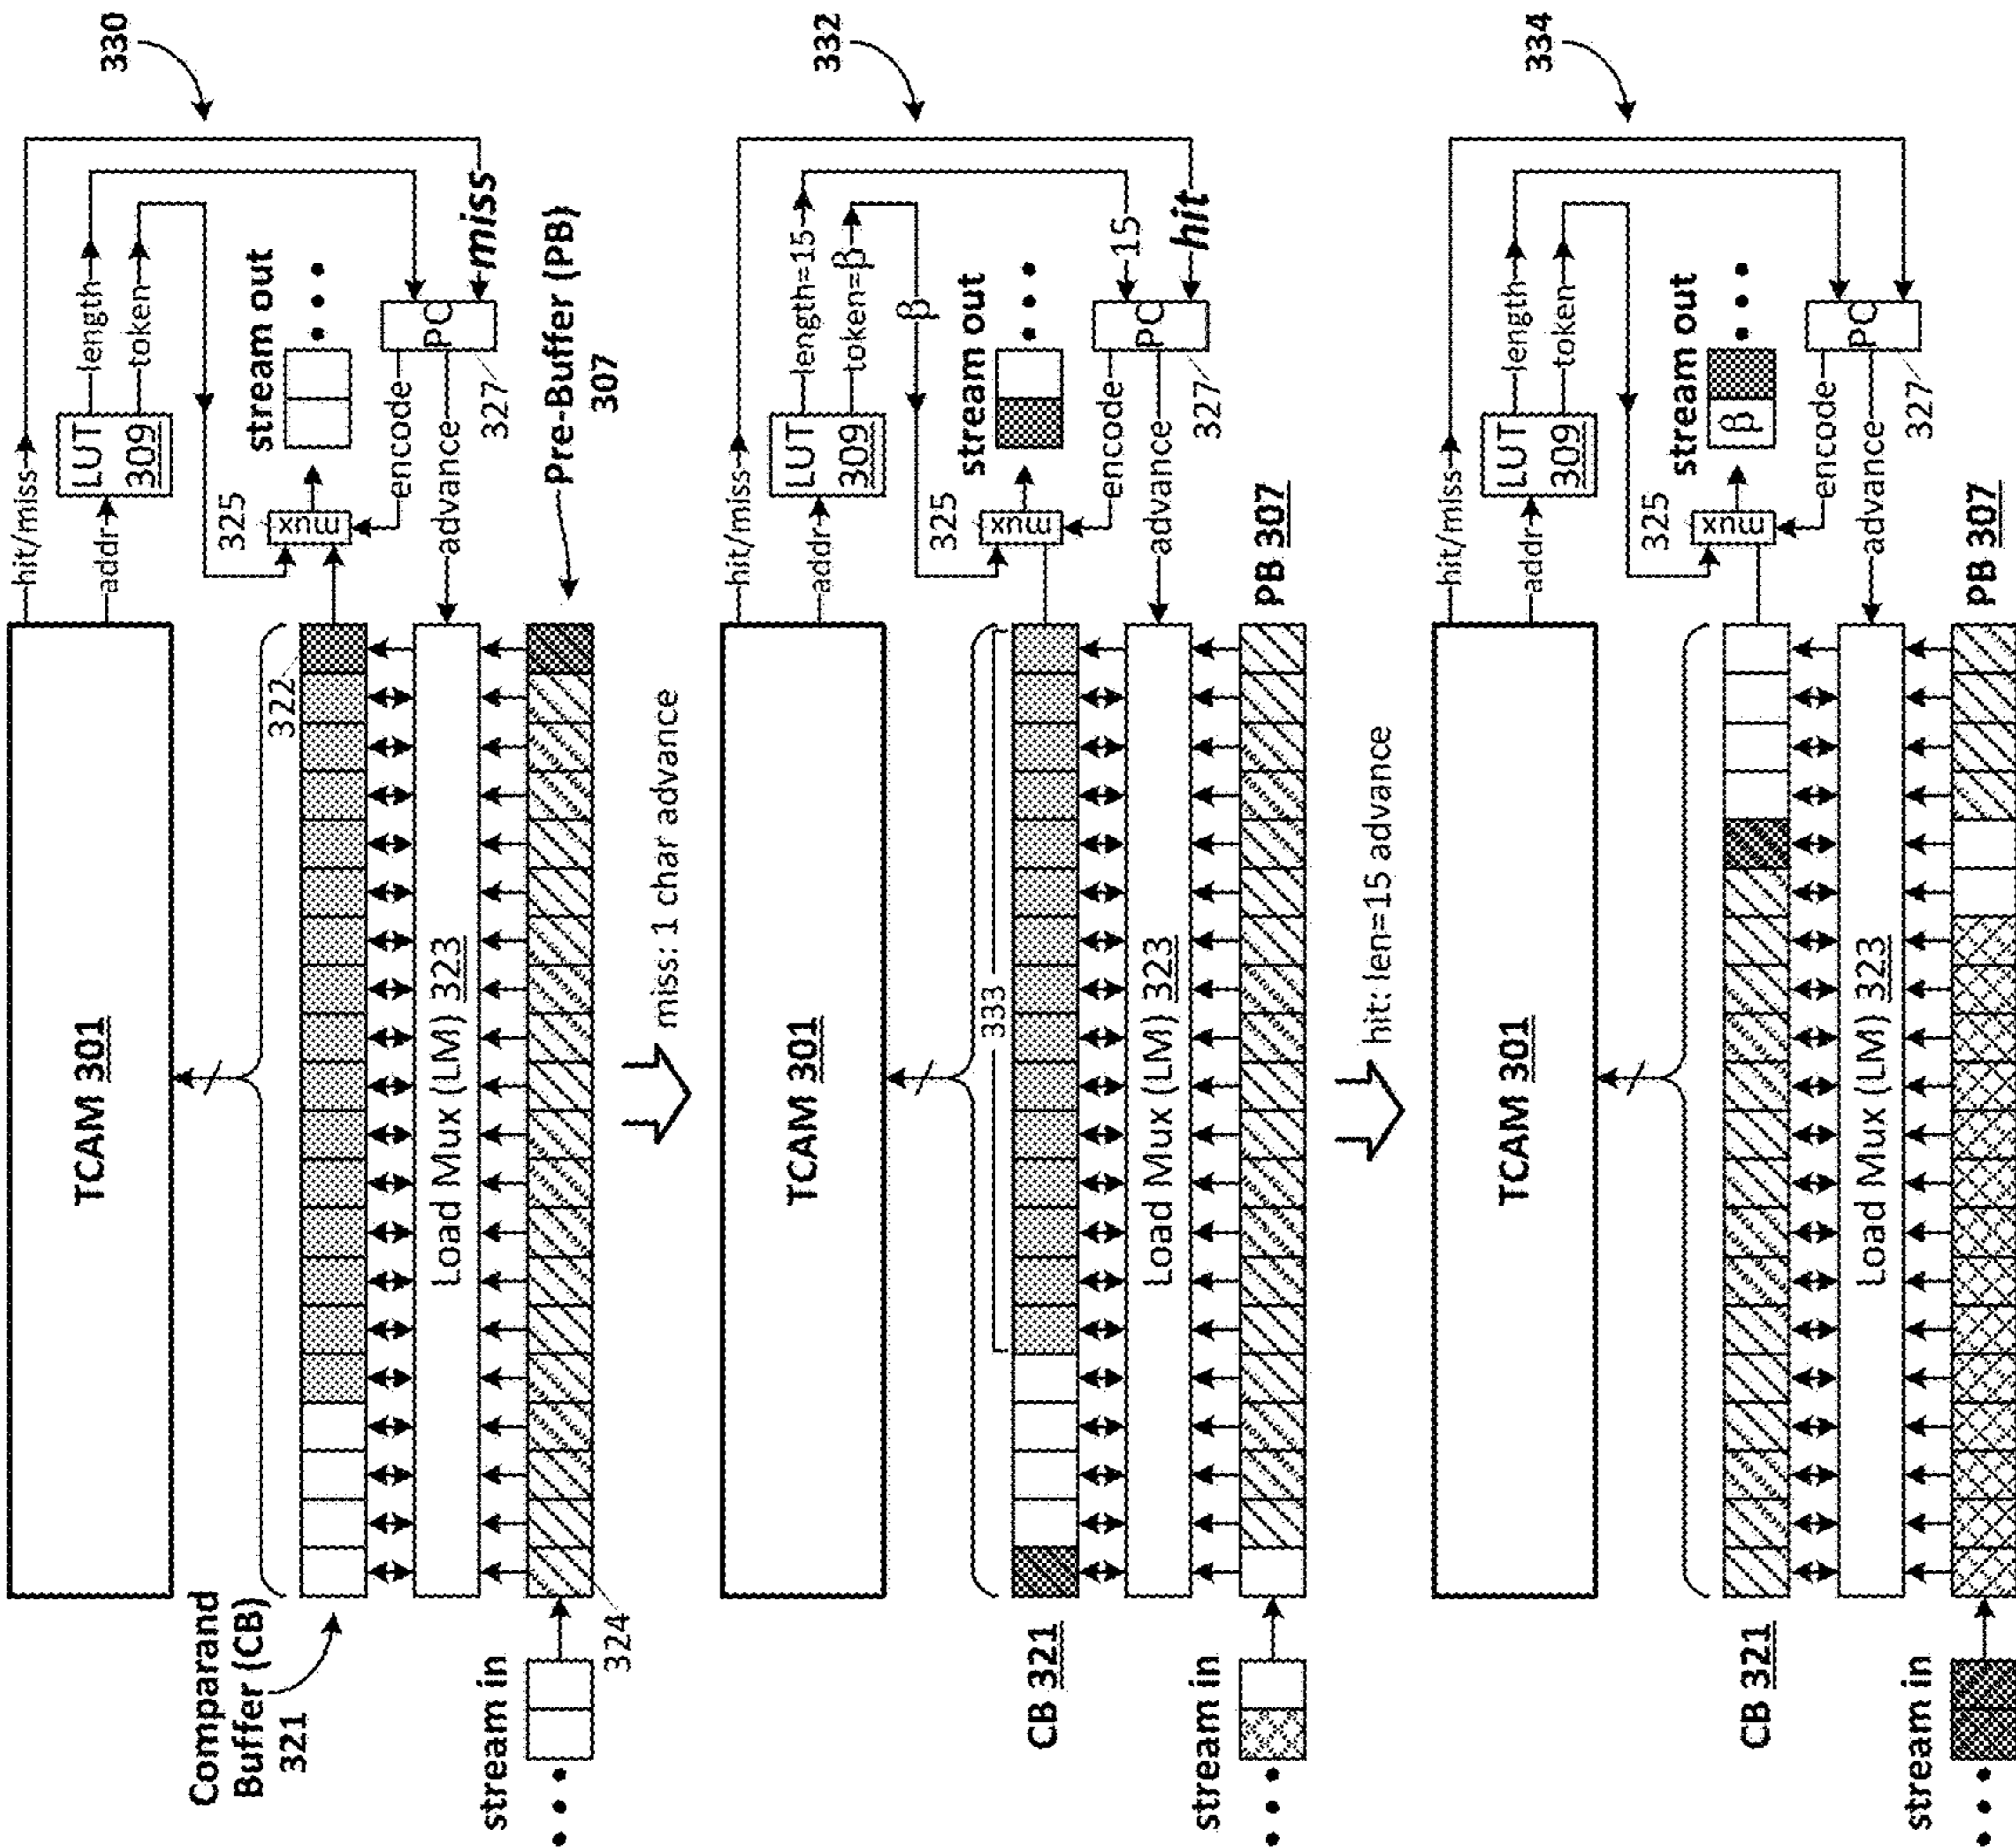 330
hit/miss
addr
LUT
309
length
token
TCAM 301
325
mux
stream out
encode
advance
PC
miss
327
322
Comparand
Buffer (CB)
321
Load Mux (LM) 323
Pre-Buffer (PB)
307
stream in
324
miss: 1 char advance
332
hit/miss
addr
LUT
309
length=15
token=β
TCAM 301
β
325
mux
stream out
encode
advance
15
PC
hit
327
333
CB 321
Load Mux (LM) 323
PB 307
stream in
hit: len=15 advance
334
hit/miss
addr
LUT
309
length
token
TCAM 301
325
mux
stream out
β
encode
advance
PC
327
CB 321
Load Mux (LM) 323
PB 307
stream in